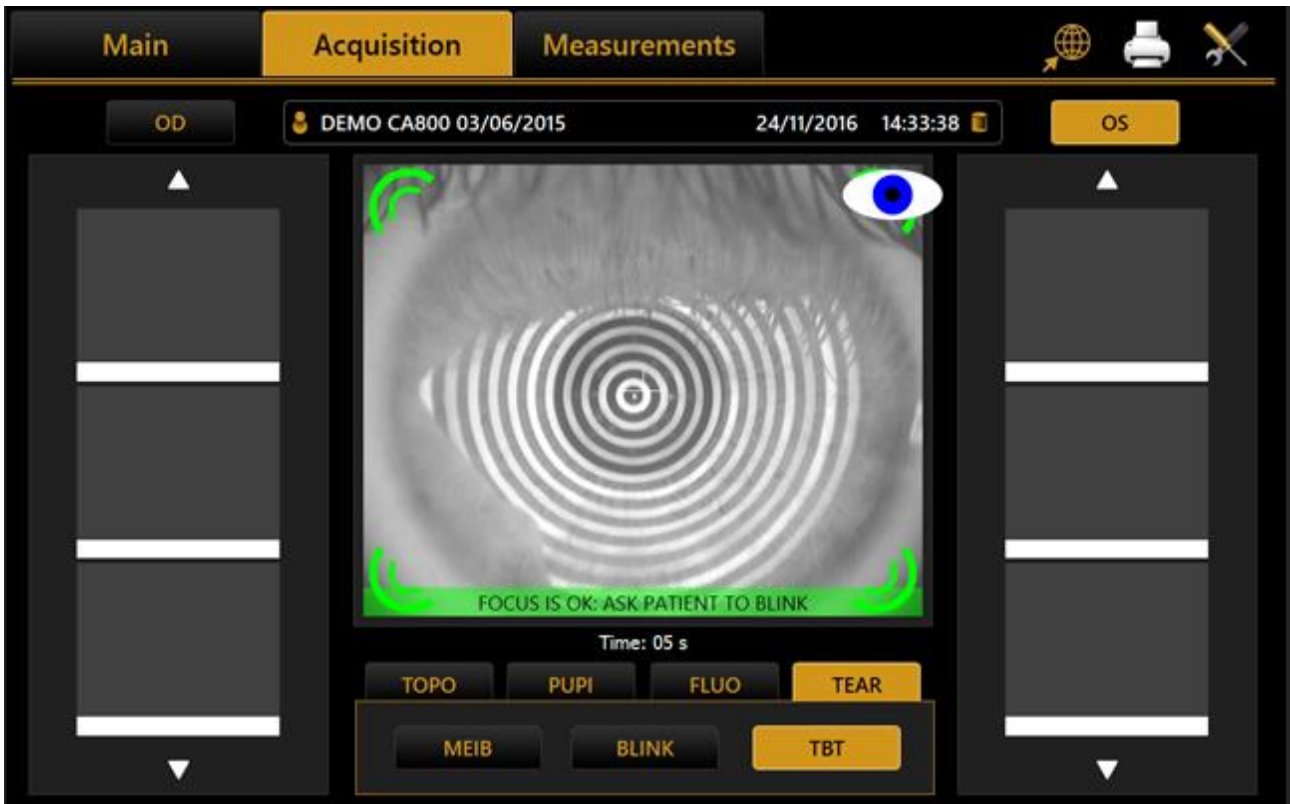 Main Acquisition Measurements
OD DEMO CA800 03/06/2015 24/11/2016 14:33:38 OS
FOCUS IS OK: ASK PATIENT TO BLINK
Time: 05 s
TOPO PUPI FLUO TEAR
MEIB BLINK TBT